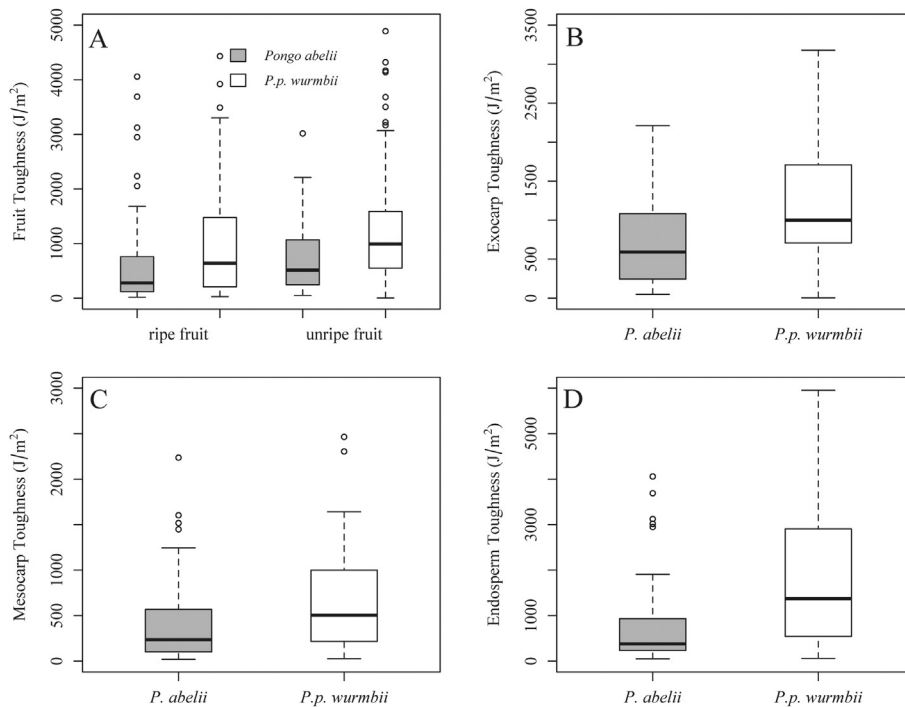 A
Fruit Toughness (J/m²)
5000
4000
3000
2000
1000
0
Pongo abelii
P.p. wurmbii
ripe fruit
unripe fruit
B
Exocarp Toughness (J/m²)
3500
2500
1500
500
0
P. abelii
P.p. wurmbii
C
Mesocarp Toughness (J/m²)
3000
2000
1000
500
0
P. abelii
P.p. wurmbii
D
Endosperm Toughness (J/m²)
5000
3000
1000
0
P. abelii
P.p. wurmbii